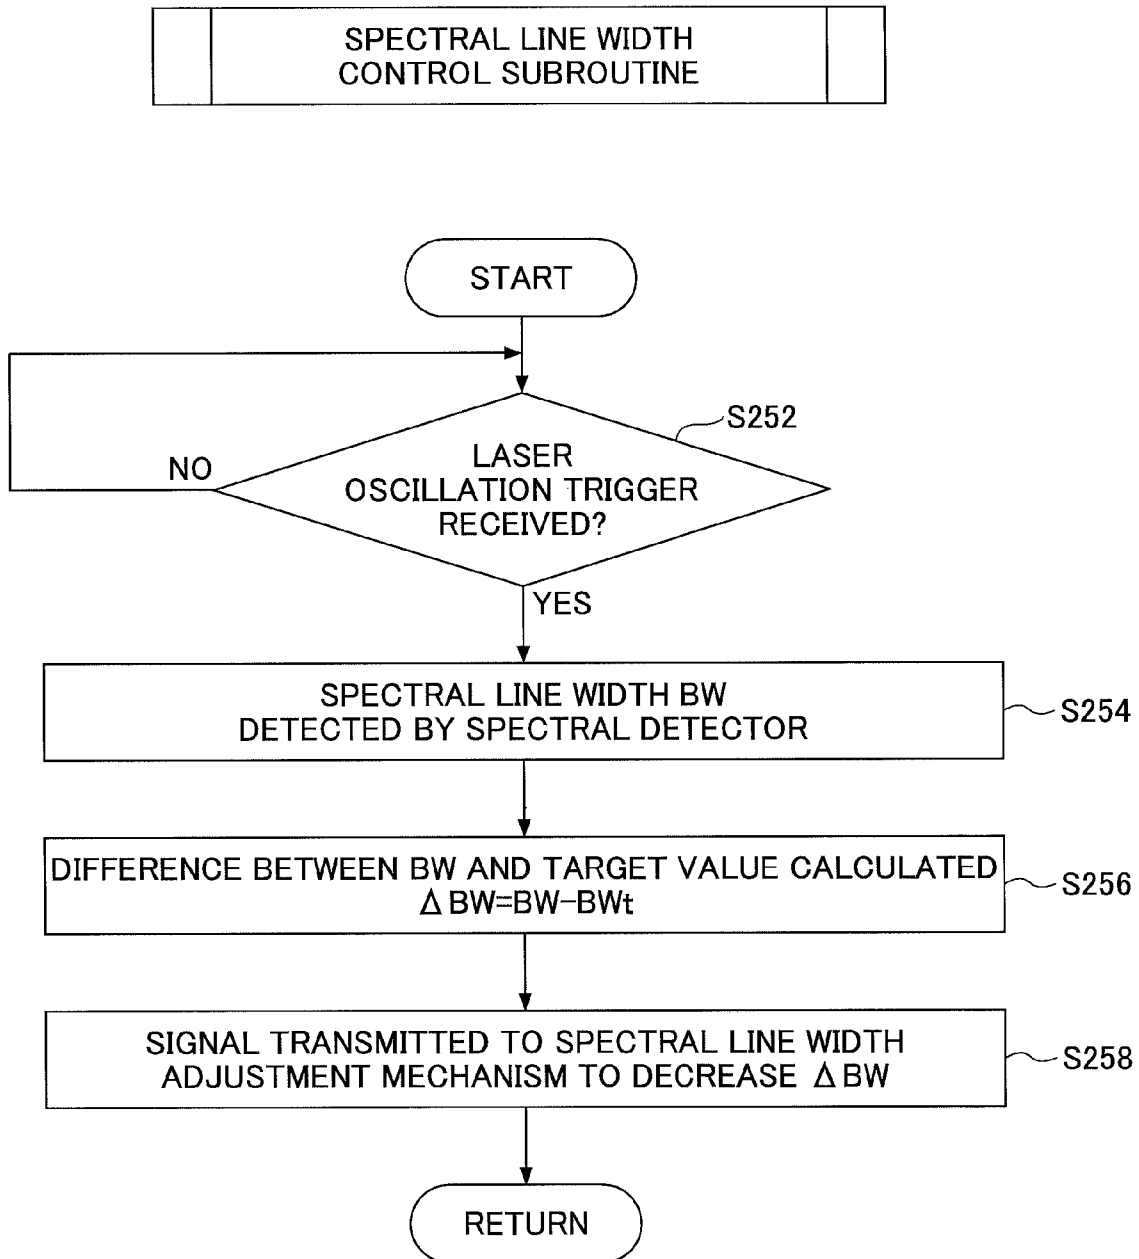 SPECTRAL LINE WIDTH
CONTROL SUBROUTINE
START
S252
LASER
OSCILLATION TRIGGER
RECEIVED?
NO
YES
SPECTRAL LINE WIDTH BW
DETECTED BY SPECTRAL DETECTOR
S254
DIFFERENCE BETWEEN BW AND TARGET VALUE CALCULATED
ΔBW=BW-BWt
S256
SIGNAL TRANSMITTED TO SPECTRAL LINE WIDTH
ADJUSTMENT MECHANISM TO DECREASE ΔBW
S258
RETURN